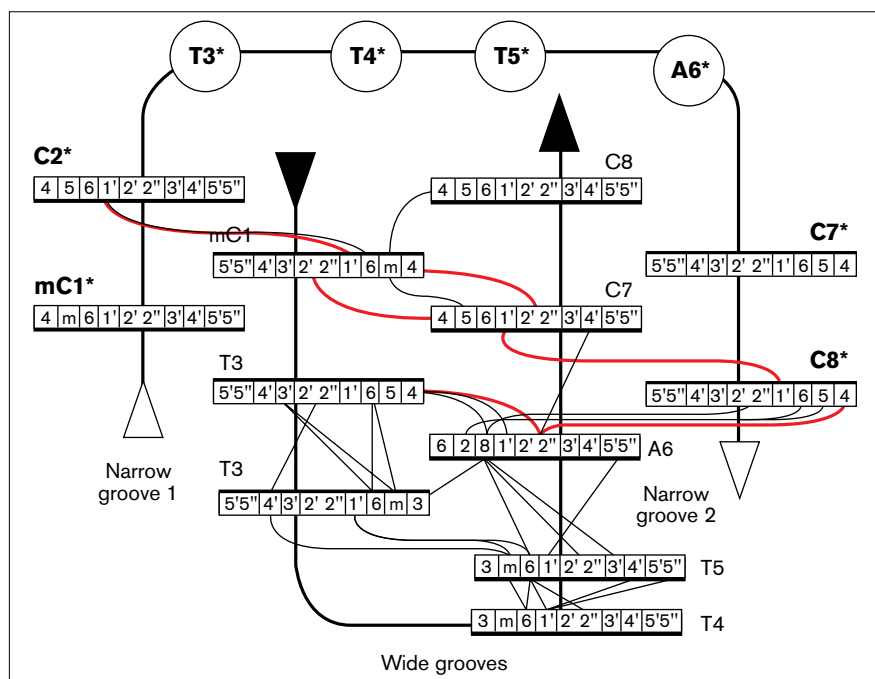 T3* T4* T5* A6*
C2*
4 5 6 1' 2' 2'' 3' 4' 5'5''
C8
4 5 6 1' 2' 2'' 3' 4' 5'5''
mC1
5'5'' 4' 3' 2' 2'' 1' 6 m 4
C7*
5'5'' 4' 3' 2' 2'' 1' 6 5 4
mC1*
4 m 6 1' 2' 2'' 3' 4' 5'5''
C7
4 5 6 1' 2' 2'' 3' 4' 5'5''
T3
5'5'' 4' 3' 2' 2'' 1' 6 5 4
C8*
5'5'' 4' 3' 2' 2'' 1' 6 5 4
6 2 8 1' 2' 2'' 3' 4' 5'5'' A6
Narrow
groove 1
T3
5'5'' 4' 3' 2' 2'' 1' 6 m 3
Narrow
groove 2
3 m 6 1' 2' 2'' 3' 4' 5'5'' T5
3 m 6 1' 2' 2'' 3' 4' 5'5'' T4
Wide grooves